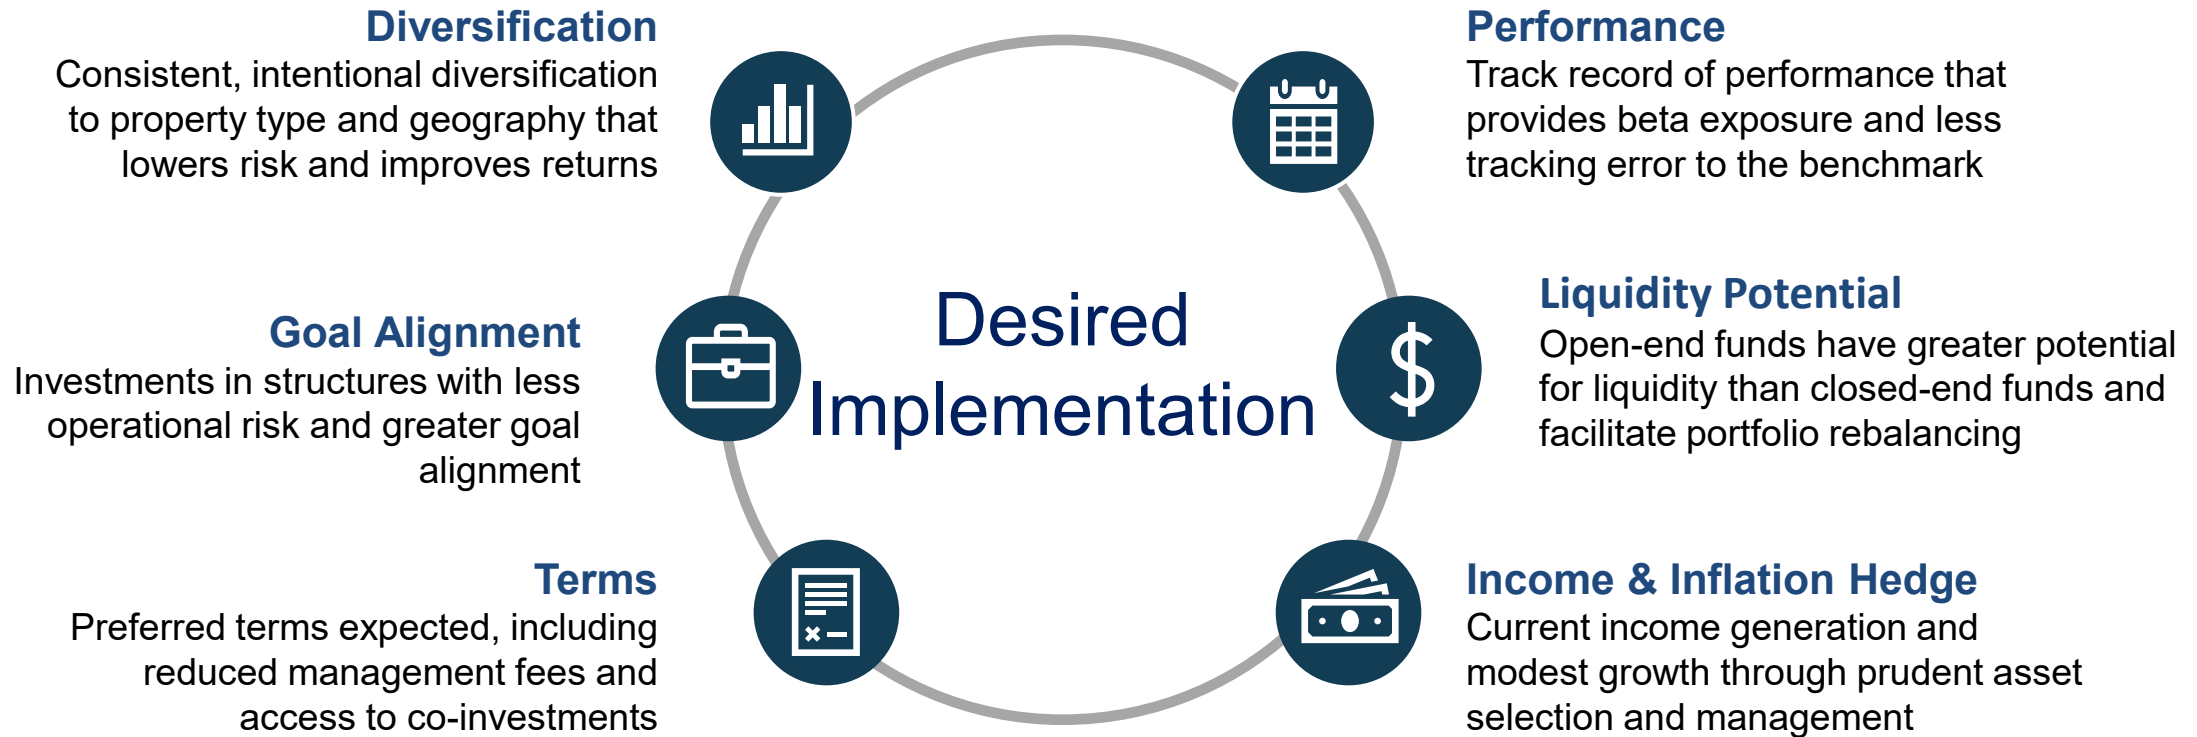 Diversification
Consistent, intentional diversification
to property type and geography that
lowers risk and improves returns
Goal Alignment
Investments in structures with less
operational risk and greater goal
alignment
Terms
Preferred terms expected, including
reduced management fees and
access to co-investments
Desired
Implementation
Performance
Track record of performance that
provides beta exposure and less
tracking error to the benchmark
Liquidity Potential
Open-end funds have greater potential
for liquidity than closed-end funds and
facilitate portfolio rebalancing
Income & Inflation Hedge
Current income generation and
modest growth through prudent asset
selection and management